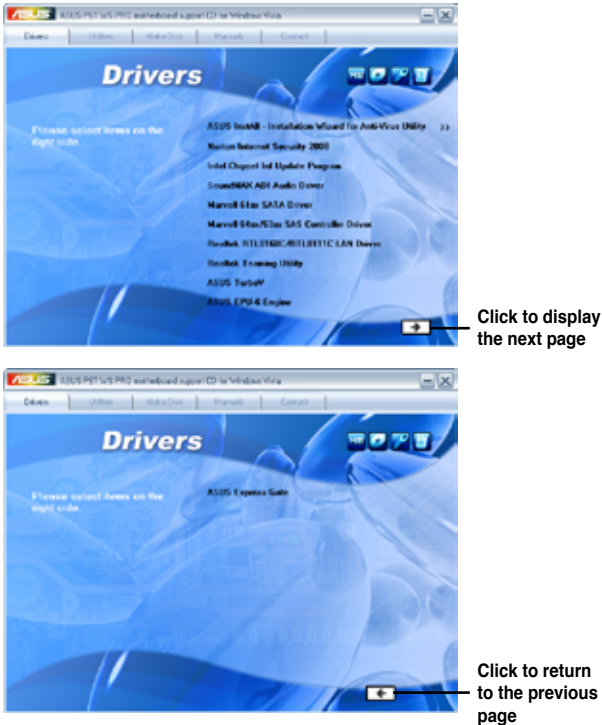 ASUS ASUS P6T WS PRO motherboard support CD for Windows Vista
Drivers Utilities Make Disk Manuals Contact
Drivers
Please select items on the
right side.
ASUS InstAll - Installation Wizard for Anti-Virus Utility >>
Norton Internet Security 2008
Intel Chipset Inf Update Program
SoundMAX ADI Audio Driver
Marvell 61xx SATA Driver
Marvell 64xx/63xx SAS Controller Driver
Realtek RTL8168C/RTL8111C LAN Driver
Realtek Teaming Utility
ASUS TurboV
ASUS EPU-6 Engine
Click to display
the next page
ASUS ASUS P6T WS PRO motherboard support CD for Windows Vista
Drivers Utilities Make Disk Manuals Contact
Drivers
Please select items on the
right side.
ASUS Express Gate
Click to return
to the previous
page